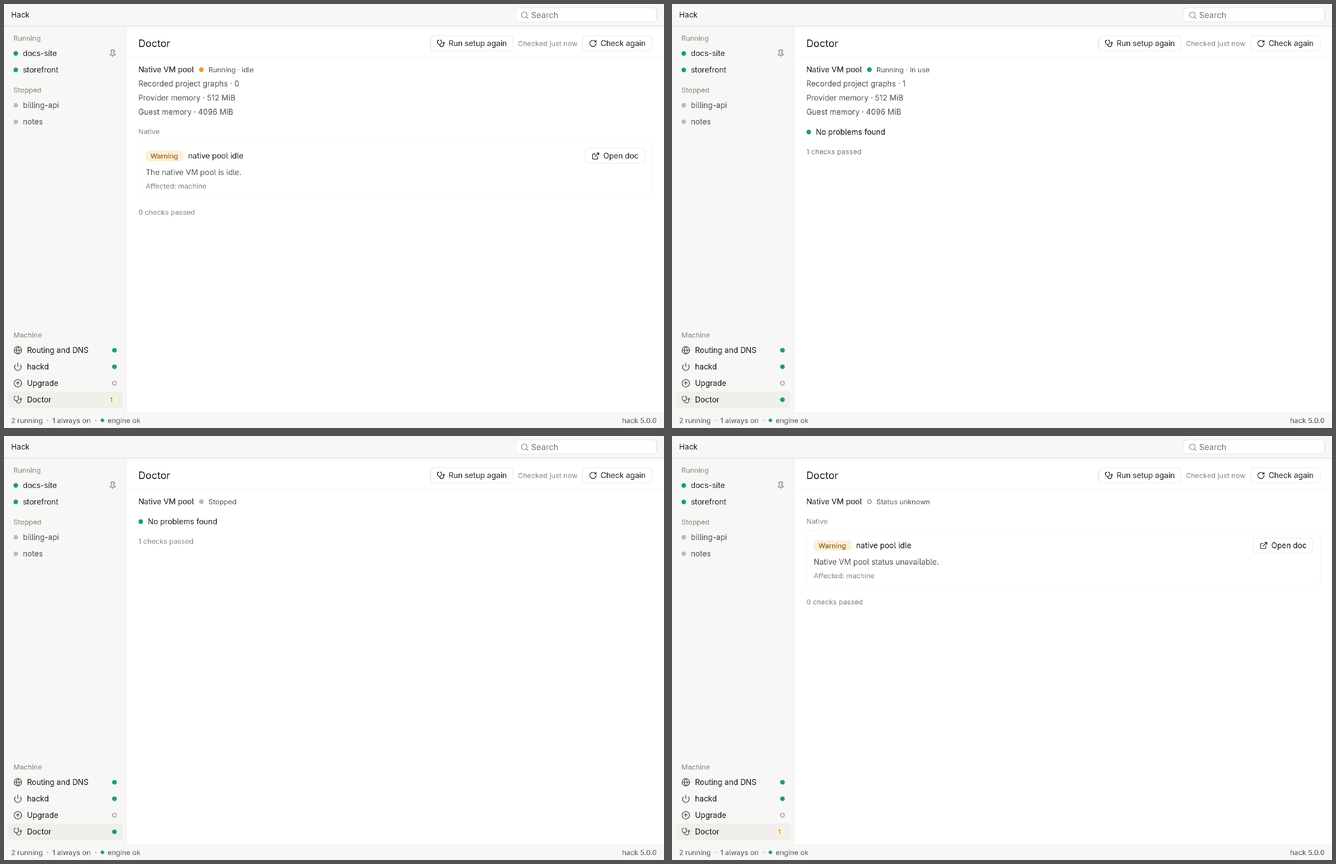 Hack
Search
Running
docs-site
storefront
Stopped
billing-api
notes
Machine
Routing and DNS
hackd
Upgrade
Doctor 1
Doctor
Run setup again
Checked just now
Check again
Native VM pool Running · idle
Recorded project graphs · 0
Provider memory · 512 MiB
Guest memory · 4096 MiB
Native
Warning native pool idle
Open doc
The native VM pool is idle.
Affected: machine
0 checks passed
2 running · 1 always on · engine ok
hack 5.0.0
Hack
Search
Running
docs-site
storefront
Stopped
billing-api
notes
Machine
Routing and DNS
hackd
Upgrade
Doctor
Doctor
Run setup again
Checked just now
Check again
Native VM pool Running · in use
Recorded project graphs · 1
Provider memory · 512 MiB
Guest memory · 4096 MiB
No problems found
1 checks passed
2 running · 1 always on · engine ok
hack 5.0.0
Hack
Search
Running
docs-site
storefront
Stopped
billing-api
notes
Machine
Routing and DNS
hackd
Upgrade
Doctor
Doctor
Run setup again
Checked just now
Check again
Native VM pool Stopped
No problems found
1 checks passed
2 running · 1 always on · engine ok
hack 5.0.0
Hack
Search
Running
docs-site
storefront
Stopped
billing-api
notes
Machine
Routing and DNS
hackd
Upgrade
Doctor 1
Doctor
Run setup again
Checked just now
Check again
Native VM pool Status unknown
Native
Warning native pool idle
Open doc
Native VM pool status unavailable.
Affected: machine
0 checks passed
2 running · 1 always on · engine ok
hack 5.0.0